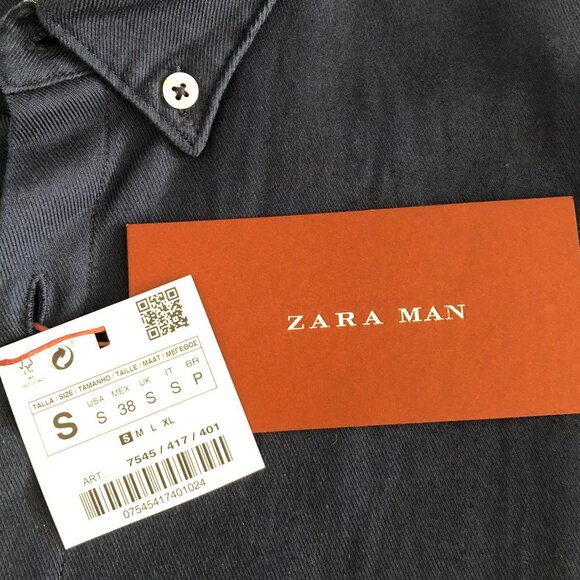 ZARA MAN
TALLA / SIZE / TAMANHO / TAILLE / MAAT / ΜΕΓΕΘΟΣ
USA MEX UK IT BR
S S 38 S S P
S M L XL
ART. 7545 / 417 / 401
07545417401024